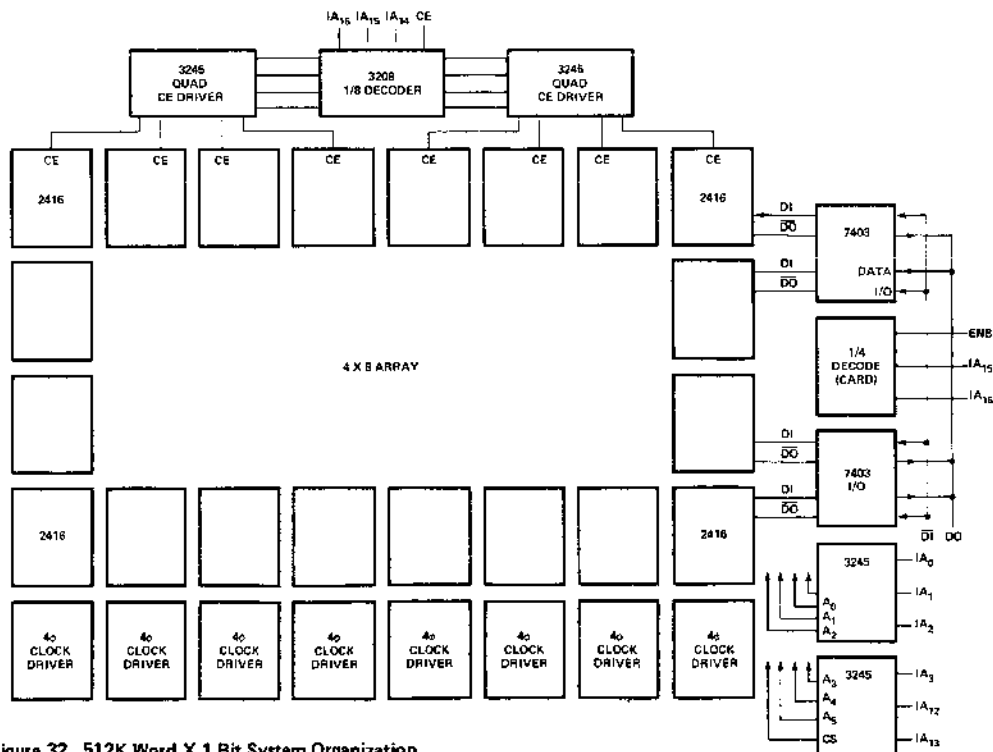 IA16 IA15 IA14 CE
3245
QUAD
CE DRIVER
3208
1/8 DECODER
3245
QUAD
CE DRIVER
CE CE CE CE CE CE CE CE
2416
2416
DI
DO
DI
DO
7403
DATA
I/O
4 X 8 ARRAY
1/4
DECODE
(CARD)
ENB
IA15
IA16
DI
DO
DI
DO
7403
I/O
2416
2416
DI DO
3245
A0
A1
A2
IA0
IA1
IA2
4φ
CLOCK
DRIVER
4φ
CLOCK
DRIVER
4φ
CLOCK
DRIVER
4φ
CLOCK
DRIVER
4φ
CLOCK
DRIVER
4φ
CLOCK
DRIVER
4φ
CLOCK
DRIVER
4φ
CLOCK
DRIVER
3245
A3
A4
A5
CS
IA3
IA12
IA13
Figure 32. 512K Word X 1 Bit System Organization